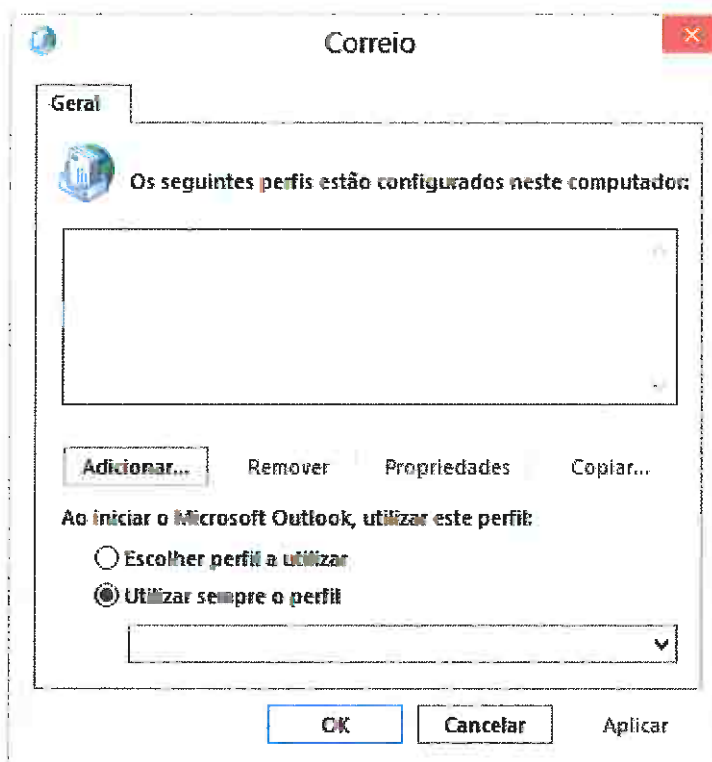 Correio
Geral
Os seguintes perfis estão configurados neste computador:
Adicionar... Remover Propriedades Copiar...
Ao iniciar o Microsoft Outlook, utilizar este perfil:
Escolher perfil a utilizar
Utilizar sempre o perfil
OK Cancelar Aplicar